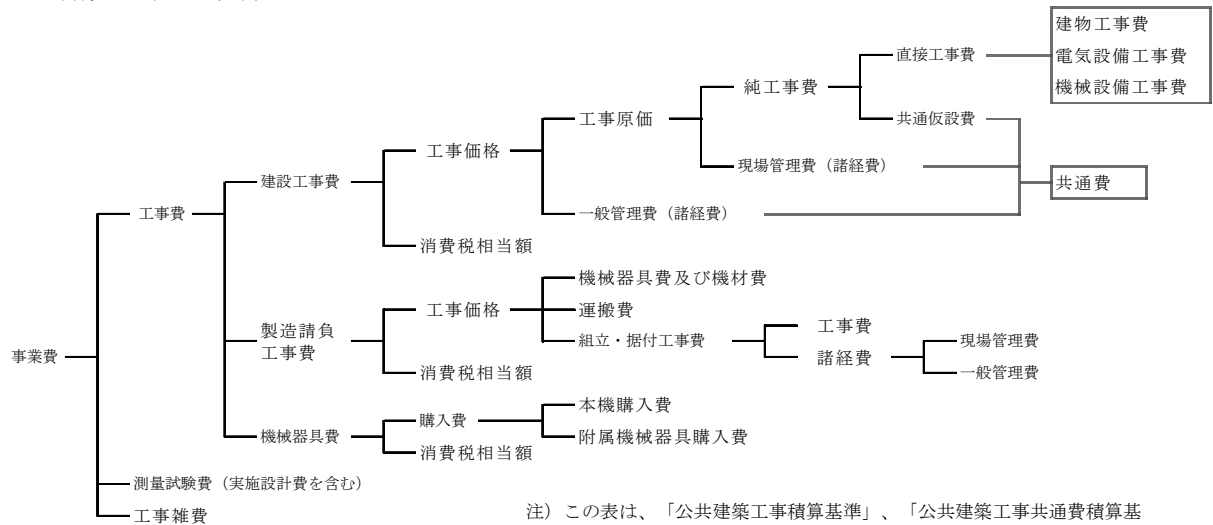 建物工事費
直接工事費 電気設備工事費
純工事費
機械設備工事費
工事原価 共通仮設費
工事価格
現場管理費（諸経費）
建設工事費 共通費
工事費 一般管理費（諸経費）
消費税相当額
機械器具費及び機材費
工事価格 運搬費
製造請負
工事費
組立・据付工事費 工事費
諸経費 現場管理費
事業費
消費税相当額 一般管理費
本機購入費
購入費
機械器具費 附属機械器具購入費
消費税相当額
測量試験費（実施設計費を含む）
工事雑費
注）この表は、「公共建築工事積算基準」、「公共建築工事共通費積算基